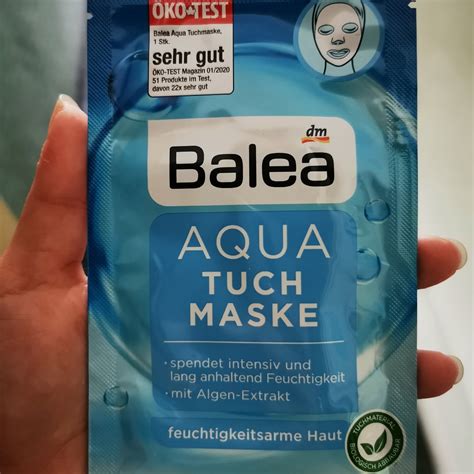 ÖKO-TEST
Balea Aqua Tuchmaske,
1 Stk.
sehr gut
ÖKO-TEST Magazin 01/2020
51 Produkte im Test,
davon 22x sehr gut
dm
Balea
AQUA
TUCH
MASKE
· spendet intensiv und
lang anhaltend Feuchtigkeit
· mit Algen-Extrakt
feuchtigkeitsarme Haut
TUCHMATERIAL
BIOLOGISCH ABBAUBAR